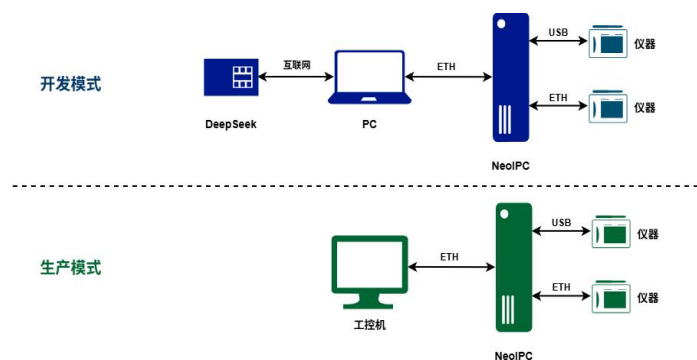 开发模式
互联网
ETH
USB
仪器
ETH
仪器
DeepSeek
PC
NeoIPC
生产模式
ETH
USB
仪器
ETH
仪器
工控机
NeoIPC